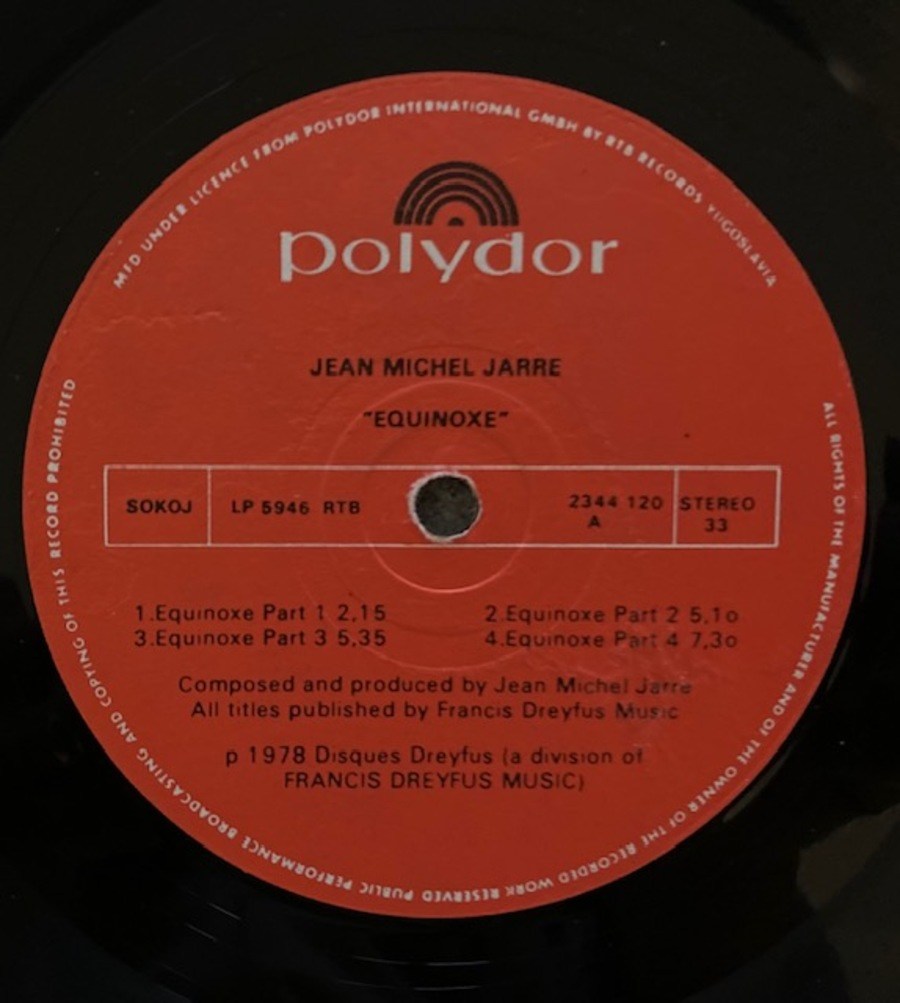 MFD UNDER LICENCE FROM POLYDOR INTERNATIONAL GMBH BY RTB RECORDS YUGOSLAVIA
polydor
JEAN MICHEL JARRE
"EQUINOXE"
SOKOJ LP 5946 RTB 2344 120 STEREO
A 33
1.Equinoxe Part 1 2,15 2.Equinoxe Part 2 5,1o
3.Equinoxe Part 3 5,35 4.Equinoxe Part 4 7,3o
Composed and produced by Jean Michel Jarre
All titles published by Francis Dreyfus Music
p 1978 Disques Dreyfus (a division of
FRANCIS DREYFUS MUSIC)
ALL RIGHTS OF THE MANUFACTURER AND OF THE OWNER OF THE RECORDED WORK RESERVED PUBLIC PERFORMANCE BROADCASTING AND COPYING OF THIS RECORD PROHIBITED